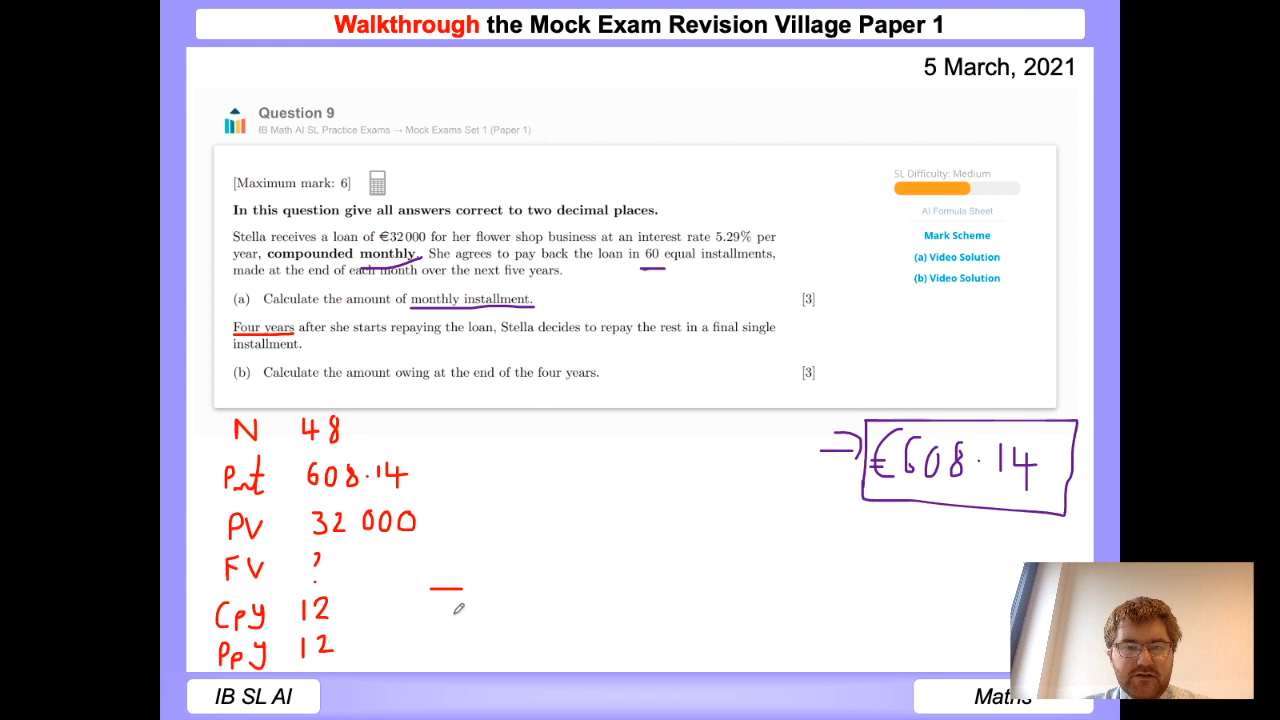 Walkthrough the Mock Exam Revision Village Paper 1
5 March, 2021
Question 9
IB Math AI SL Practice Exams → Mock Exams Set 1 (Paper 1)
[Maximum mark: 6]
SL Difficulty: Medium
AI Formula Sheet
Mark Scheme
(a) Video Solution
(b) Video Solution
In this question give all answers correct to two decimal places.
Stella receives a loan of €32 000 for her flower shop business at an interest rate 5.29% per
year, compounded monthly. She agrees to pay back the loan in 60 equal installments,
made at the end of each month over the next five years.
(a) Calculate the amount of monthly installment. [3]
Four years after she starts repaying the loan, Stella decides to repay the rest in a final single
installment.
(b) Calculate the amount owing at the end of the four years. [3]
N 48
Pmt 608.14
PV 32 000
FV ?
Cpy 12
PpY 12
⇒ €608.14
IB SL AI
Maths